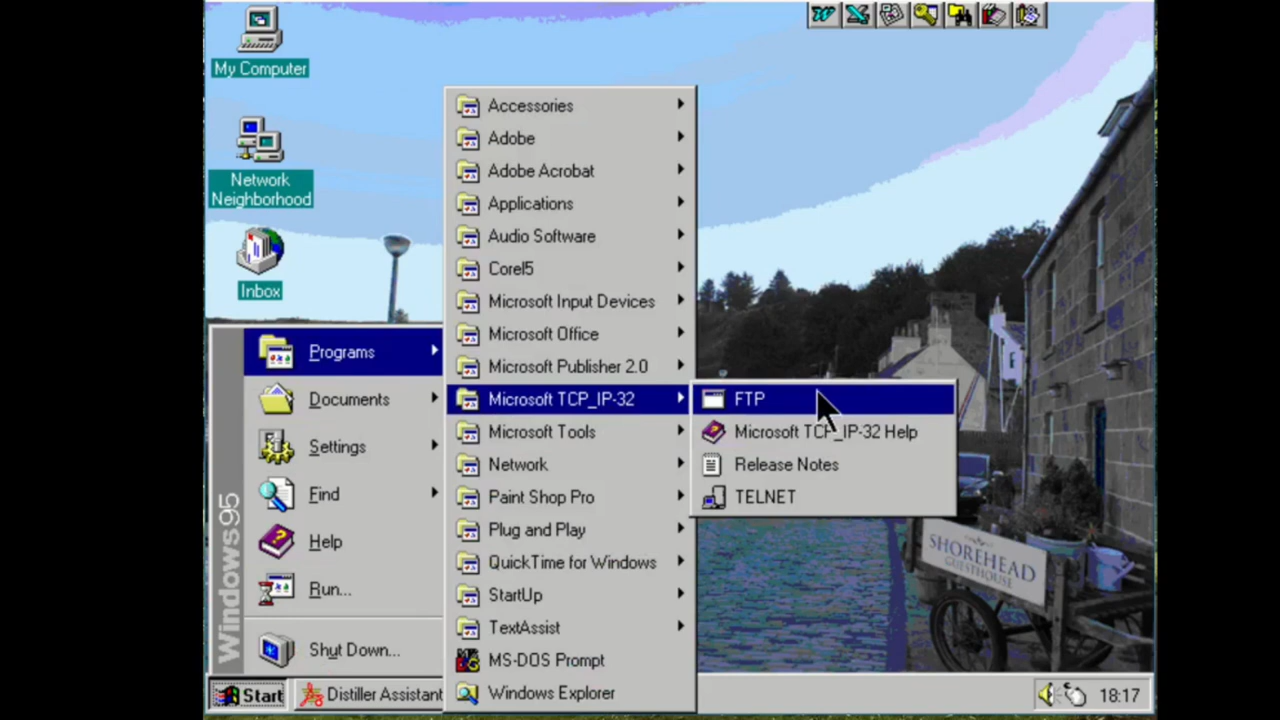 My Computer
Network
Neighborhood
Inbox
Programs
Documents
Settings
Find
Help
Run...
Shut Down...
Windows95
Accessories
Adobe
Adobe Acrobat
Applications
Audio Software
Corel5
Microsoft Input Devices
Microsoft Office
Microsoft Publisher 2.0
Microsoft TCP_IP-32
Microsoft Tools
Network
Paint Shop Pro
Plug and Play
QuickTime for Windows
StartUp
TextAssist
MS-DOS Prompt
Windows Explorer
FTP
Microsoft TCP_IP-32 Help
Release Notes
TELNET
SHOREHEAD
GUESTHOUSE
Start
Distiller Assistant
18:17